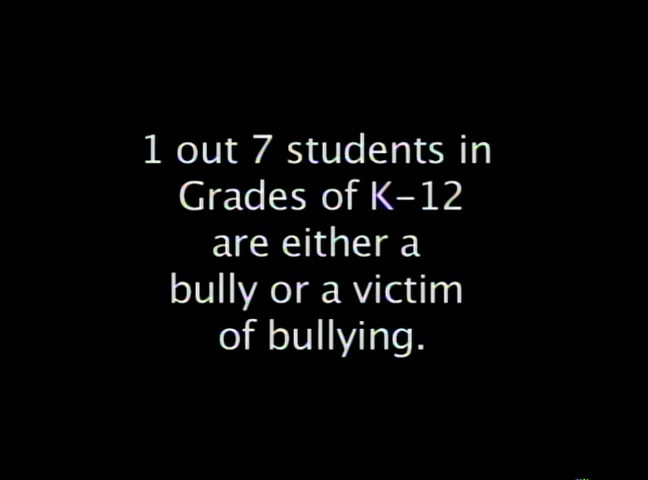 1 out 7 students in
Grades of K-12
are either a
bully or a victim
of bullying.